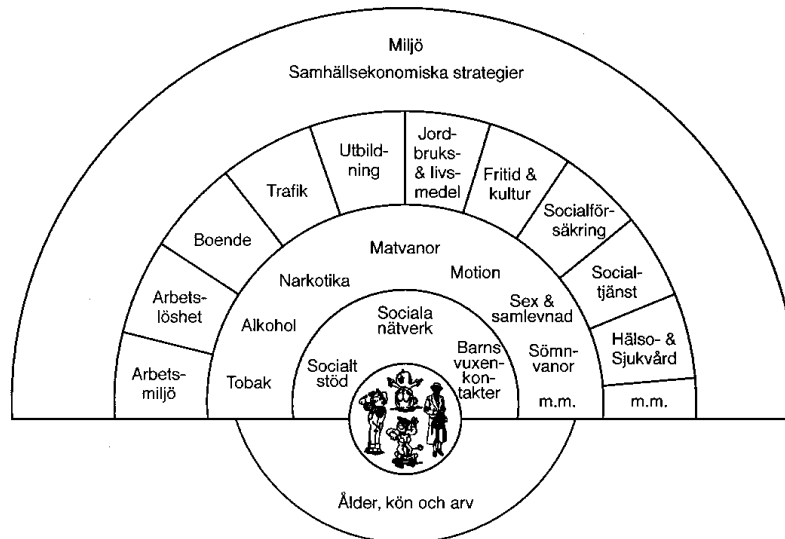 Miljö
Samhällsekonomiska strategier
Arbets-
miljö
Arbets-
löshet
Boende
Trafik
Utbild-
ning
Jord-
bruks-
& livs-
medel
Fritid &
kultur
Socialför-
säkring
Social-
tjänst
Hälso- &
Sjukvård
m.m.
Tobak
Alkohol
Narkotika
Matvanor
Motion
Sex &
samlevnad
Sömn-
vanor
m.m.
Socialt
stöd
Sociala
nätverk
Barns
vuxen-
kon-
takter
Ålder, kön och arv